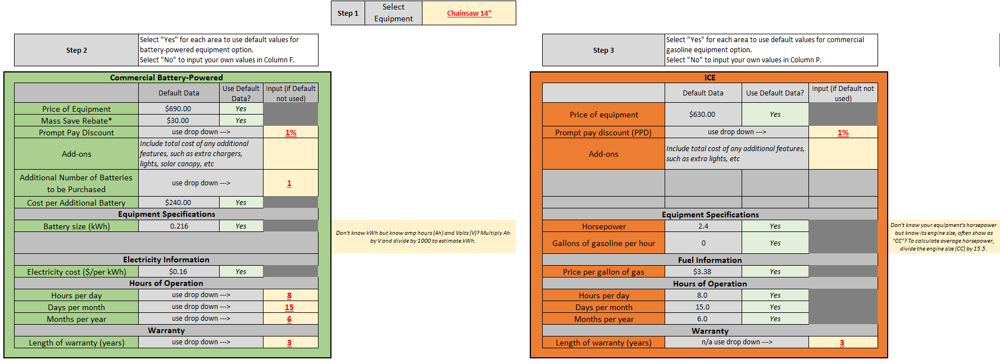 Step 1
Select
Equipment
Chainsaw 14"
Step 2
Select "Yes" for each area to use default values for
battery-powered equipment option.
Select "No" to input your own values in Column F.
Commercial Battery-Powered
Default Data
Use Default
Data?
Input (if Default
not used)
Price of Equipment
$690.00
Yes
Mass Save Rebate*
$30.00
Yes
Prompt Pay Discount
use drop down --->
1%
Add-ons
Include total cost of any additional
features, such as extra chargers,
lights, solar canopy, etc
Additional Number of Batteries
to be Purchased
use drop down --->
1
Cost per Additional Battery
$240.00
Yes
Equipment Specifications
Battery size (kWh)
0.216
Yes
Don't know kWh but know amp hours (Ah) and Volts (V)? Multiply Ah
by V and divide by 1000 to estimate kWh.
Electricity Information
Electricity cost ($/per kWh)
$0.16
Yes
Hours of Operation
Hours per day
use drop down --->
8
Days per month
use drop down --->
15
Months per year
use drop down --->
6
Warranty
Length of warranty (years)
use drop down --->
3
Step 3
Select "Yes" for each area to use default values for commercial
gasoline equipment option.
Select "No" to input your own values in Column P.
ICE
Default Data
Use Default Data?
Input (if Default not
used)
Price of equipment
$630.00
Yes
Prompt pay discount (PPD)
use drop down --->
1%
Add-ons
Include total cost of any additional features,
such as extra lights, etc
Equipment Specifications
Horsepower
2.4
Yes
Gallons of gasoline per hour
0
Yes
Don't know your equipment's horsepower
but know its engine size, often show as
"CC"? To calculate average horsepower,
divide the engine size (CC) by 15.5.
Fuel Information
Price per gallon of gas
$3.38
Yes
Hours of Operation
Hours per day
8.0
Yes
Days per month
15.0
Yes
Months per year
6.0
Yes
Warranty
Length of warranty (years)
n/a use drop down --->
3